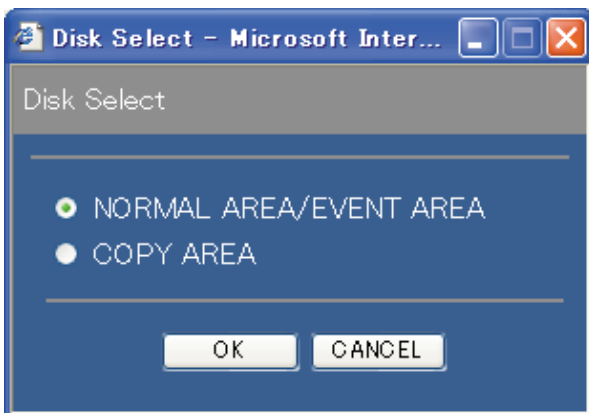 Disk Select - Microsoft Inter...
Disk Select
NORMAL AREA/EVENT AREA
COPY AREA
OK CANCEL